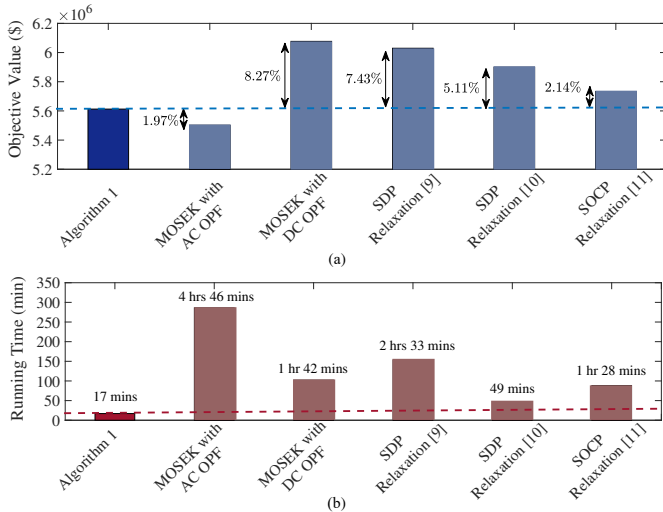 ×10⁶
6.2
6
5.8
5.6
5.4
5.2
Objective Value ($)
1.97%
8.27%
7.43%
5.11%
2.14%
Algorithm 1
MOSEK with
AC OPF
MOSEK with
DC OPF
SDP
Relaxation [9]
SDP
Relaxation [10]
SOCP
Relaxation [11]
(a)
350
300
250
200
150
100
50
0
Running Time (min)
17 mins
4 hrs 46 mins
1 hr 42 mins
2 hrs 33 mins
49 mins
1 hr 28 mins
Algorithm 1
MOSEK with
AC OPF
MOSEK with
DC OPF
SDP
Relaxation [9]
SDP
Relaxation [10]
SOCP
Relaxation [11]
(b)